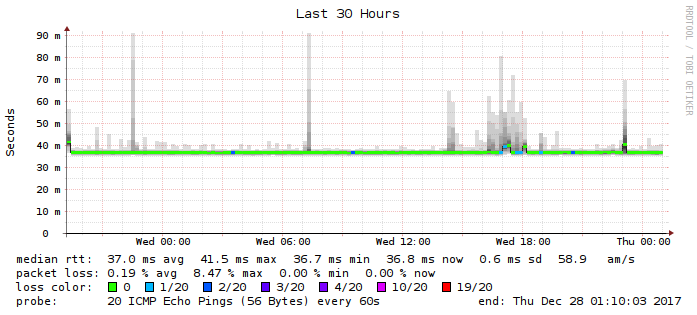 Last 30 Hours
RRDTOOL / TOBI OETIKER
Seconds
90 m
80 m
70 m
60 m
50 m
40 m
30 m
20 m
10 m
0
Wed 00:00 Wed 06:00 Wed 12:00 Wed 18:00 Thu 00:00
median rtt: 37.0 ms avg 41.5 ms max 36.7 ms min 36.8 ms now 0.6 ms sd 58.9 am/s
packet loss: 0.19 % avg 8.47 % max 0.00 % min 0.00 % now
loss color: 0 1/20 2/20 3/20 4/20 10/20 19/20
probe: 20 ICMP Echo Pings (56 Bytes) every 60s end: Thu Dec 28 01:10:03 2017